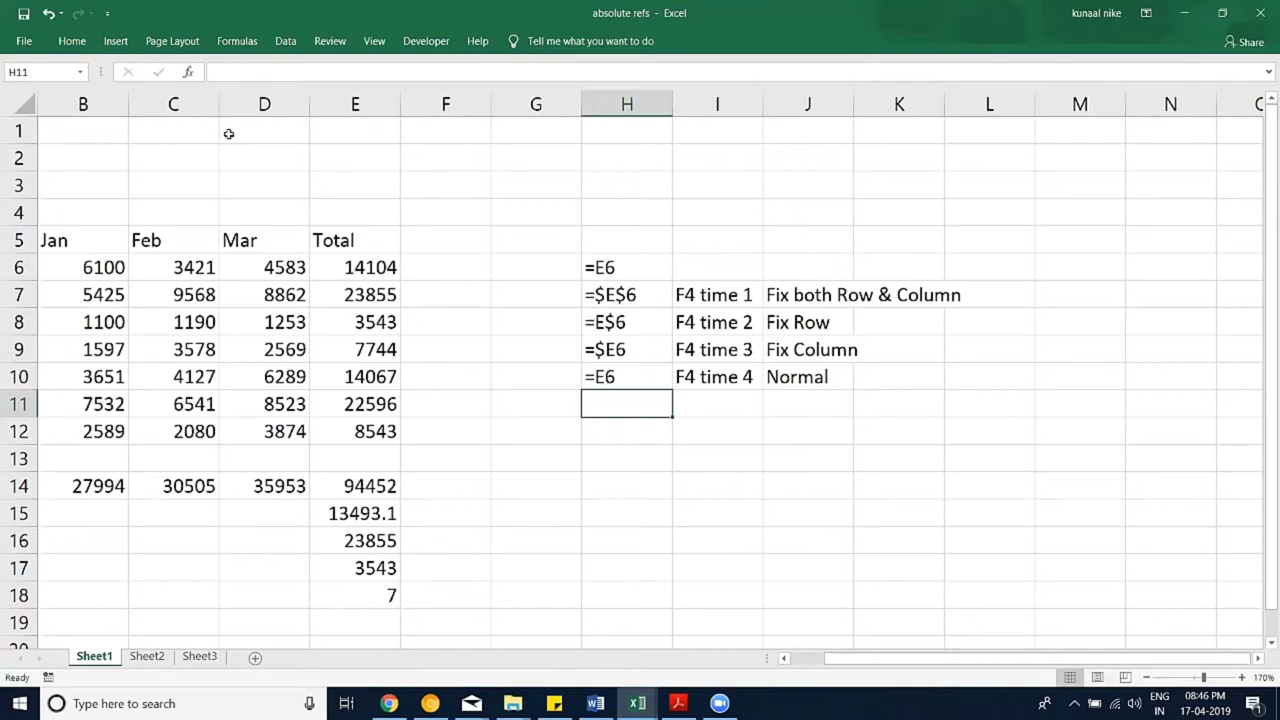 absolute refs - Excel
kunaal nike
File Home Insert Page Layout Formulas Data Review View Developer Help Tell me what you want to do Share
H11 fx
B C D E F G H I J K L M N
1
2
3
4
5 Jan Feb Mar Total
6 6100 3421 4583 14104 =E6
7 5425 9568 8862 23855 =$E$6 F4 time 1 Fix both Row & Column
8 1100 1190 1253 3543 =E$6 F4 time 2 Fix Row
9 1597 3578 2569 7744 =$E6 F4 time 3 Fix Column
10 3651 4127 6289 14067 =E6 F4 time 4 Normal
11 7532 6541 8523 22596
12 2589 2080 3874 8543
13
14 27994 30505 35953 94452
15 13493.1
16 23855
17 3543
18 7
19
20
Sheet1 Sheet2 Sheet3
Ready 170%
Type here to search ENG 08:46 PM
IN 17-04-2019